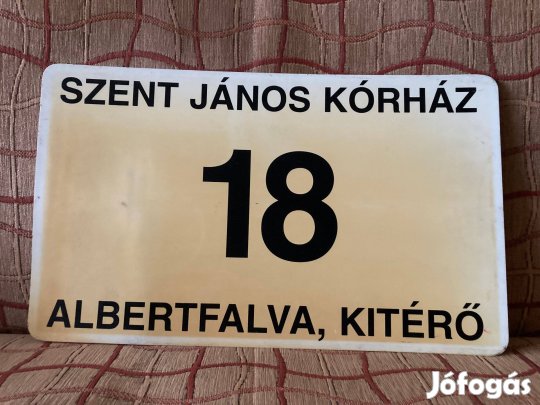 SZENT JÁNOS KÓRHÁZ
18
ALBERTFALVA, KITÉRŐ
Jófogás